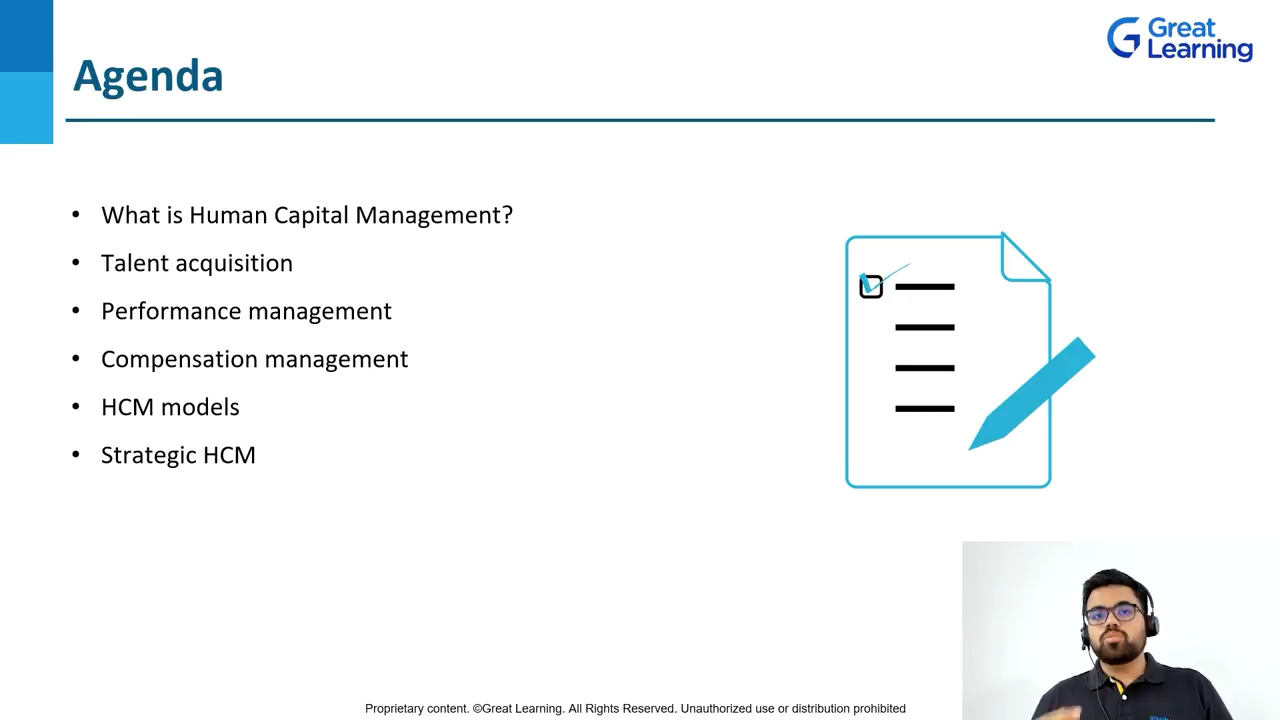 Great
Learning
Agenda
• What is Human Capital Management?
• Talent acquisition
• Performance management
• Compensation management
• HCM models
• Strategic HCM
Proprietary content. ©Great Learning. All Rights Reserved. Unauthorized use or distribution prohibited